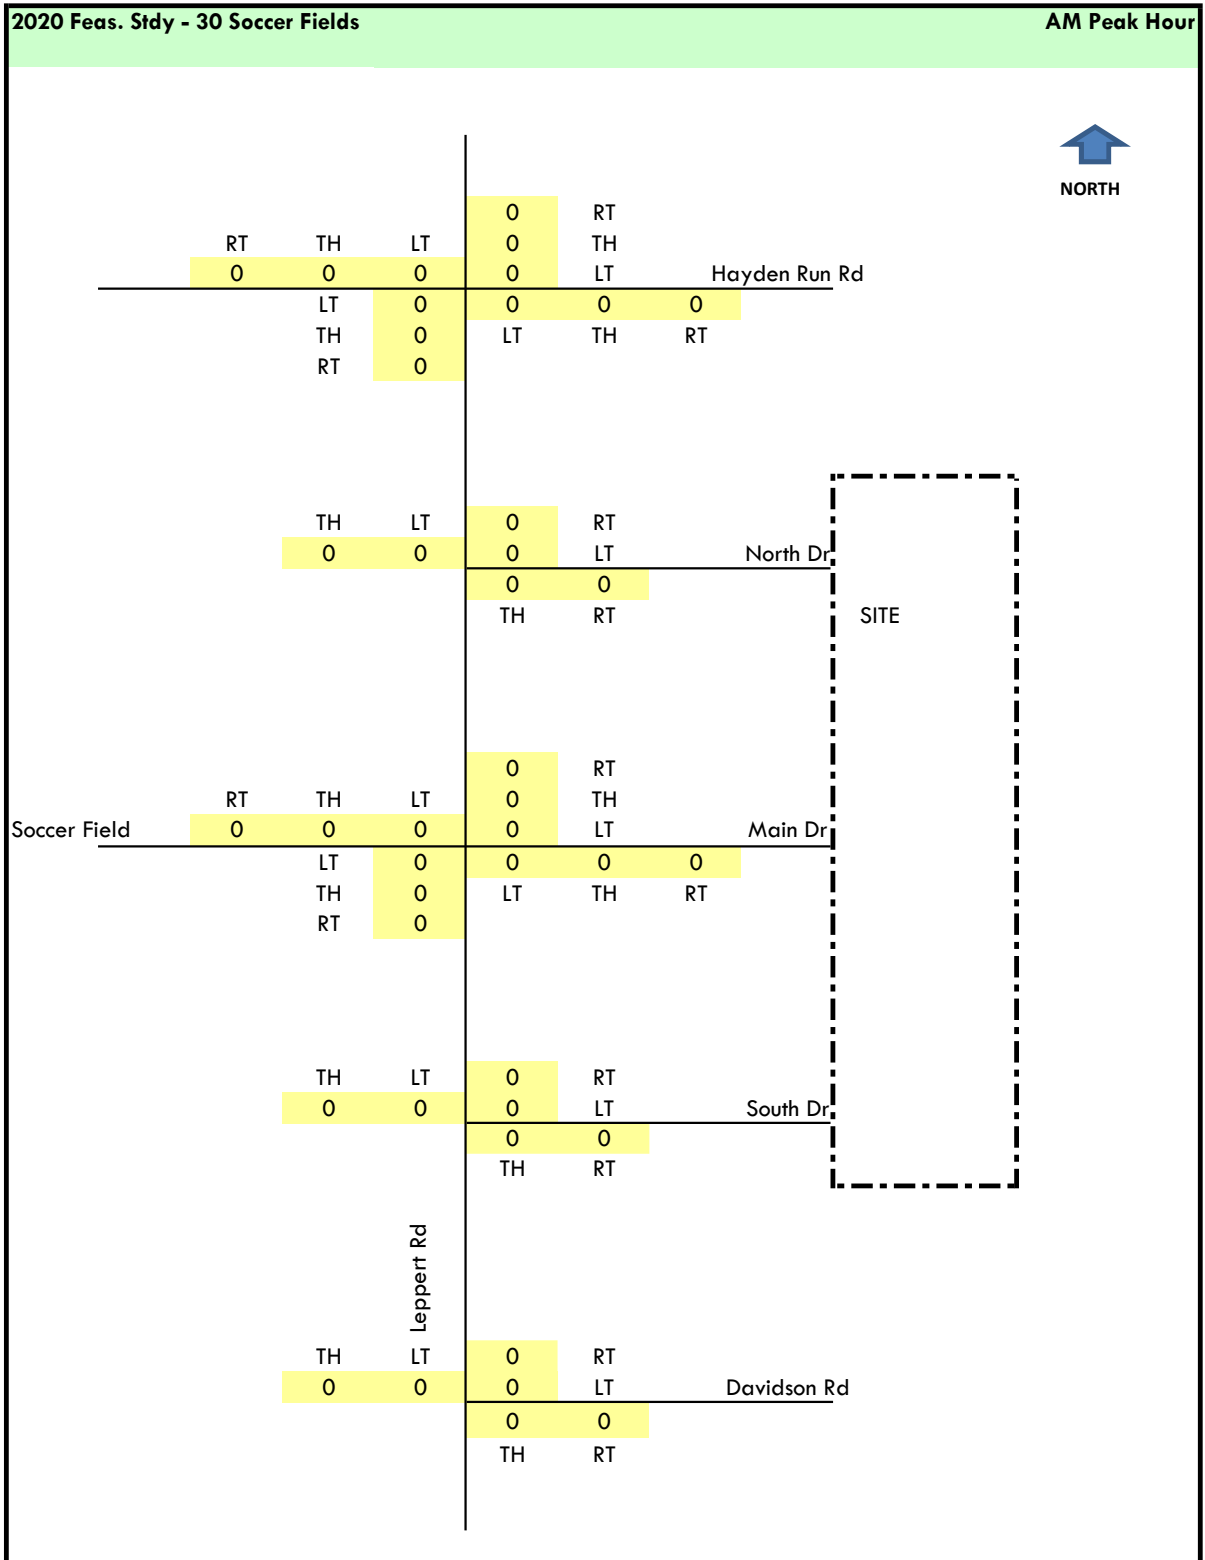 2020 Feas. Stdy - 30 Soccer Fields AM Peak Hour
NORTH
0 RT
RT TH LT 0 TH
0 0 0 0 LT Hayden Run Rd
LT 0 0 0 0
TH 0 LT TH RT
RT 0
TH LT 0 RT
0 0 0 LT North Dr
0 0
TH RT SITE
0 RT
RT TH LT 0 TH
Soccer Field 0 0 0 0 LT Main Dr
LT 0 0 0 0
TH 0 LT TH RT
RT 0
TH LT 0 RT
0 0 0 LT South Dr
0 0
TH RT
Leppert Rd
TH LT 0 RT
0 0 0 LT Davidson Rd
0 0
TH RT